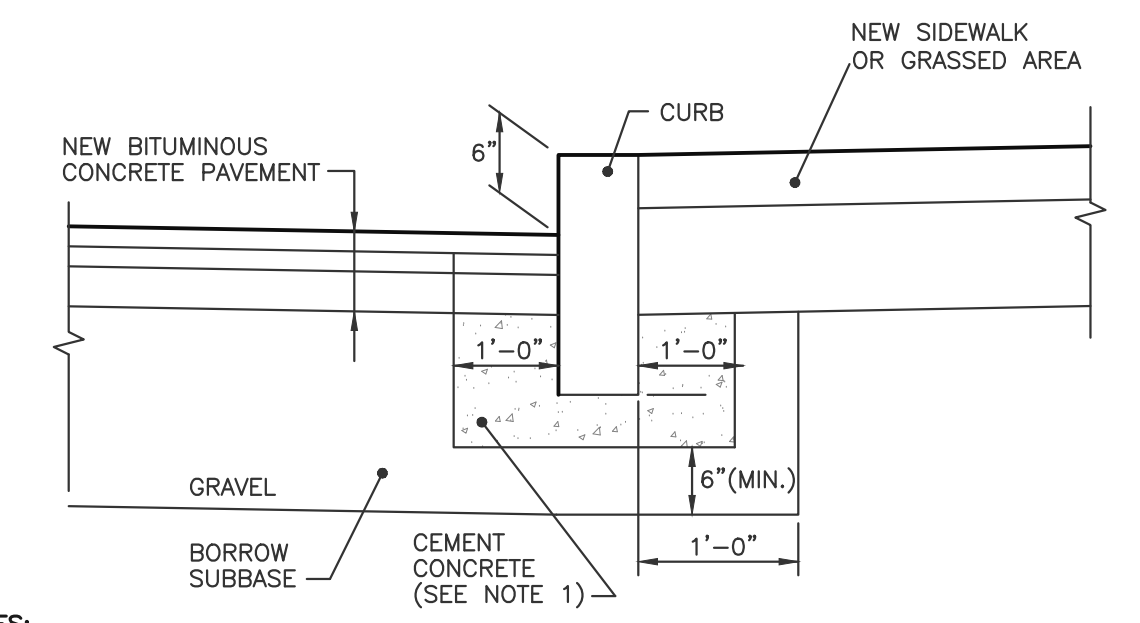 NEW SIDEWALK
OR GRASSED AREA
CURB
6"
NEW BITUMINOUS
CONCRETE PAVEMENT
1'-0"
1'-0"
6"(MIN.)
GRAVEL
1'-0"
BORROW
SUBBASE
CEMENT
CONCRETE
(SEE NOTE 1)